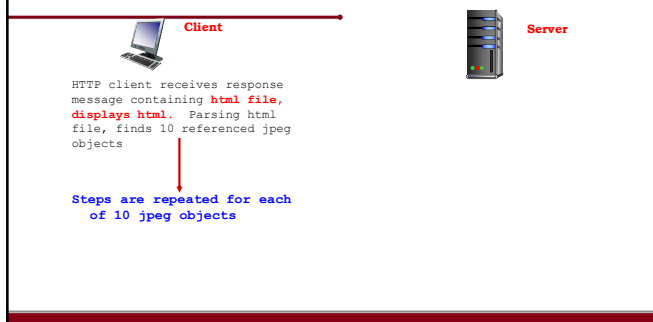 Client
Server
HTTP client receives response
message containing html file,
displays html. Parsing html
file, finds 10 referenced jpeg
objects
Steps are repeated for each
of 10 jpeg objects